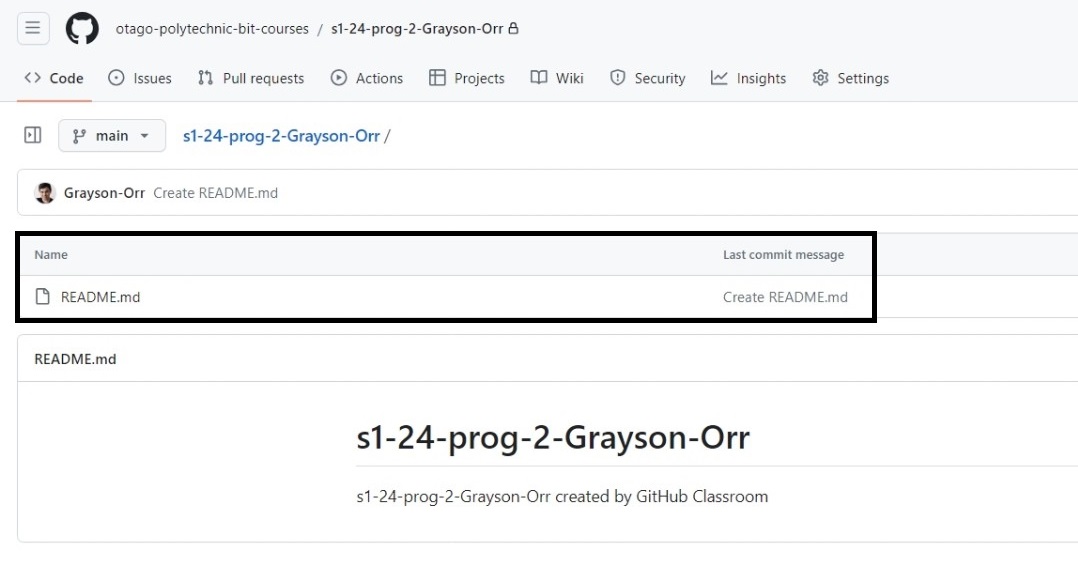 otago-polytechnic-bit-courses / s1-24-prog-2-Grayson-Orr
Code Issues Pull requests Actions Projects Wiki Security Insights Settings
main s1-24-prog-2-Grayson-Orr /
Grayson-Orr Create README.md
Name Last commit message
README.md Create README.md
README.md
s1-24-prog-2-Grayson-Orr
s1-24-prog-2-Grayson-Orr created by GitHub Classroom